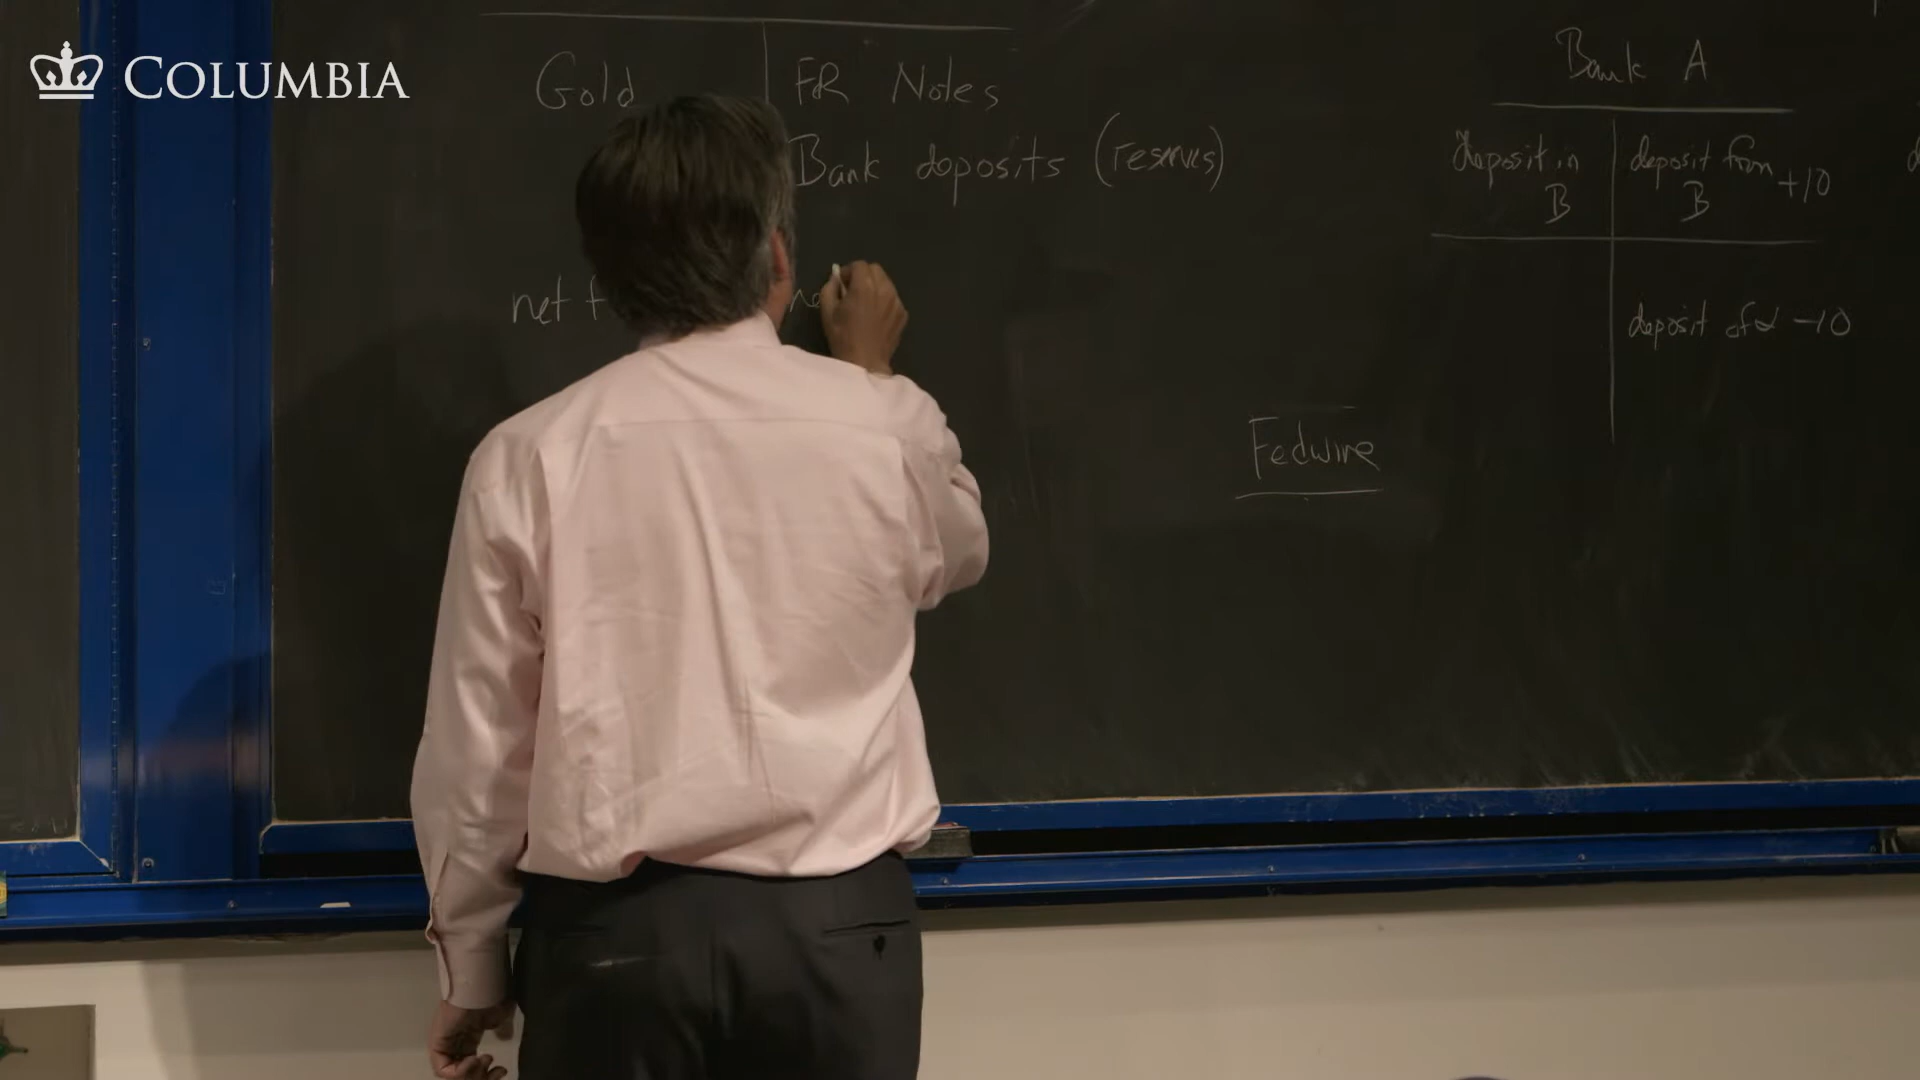 COLUMBIA
Gold FR Notes
Bank deposits (reserves)
net
Fedwire
Bank A
deposit in B
deposit from B +10
deposit of α -10